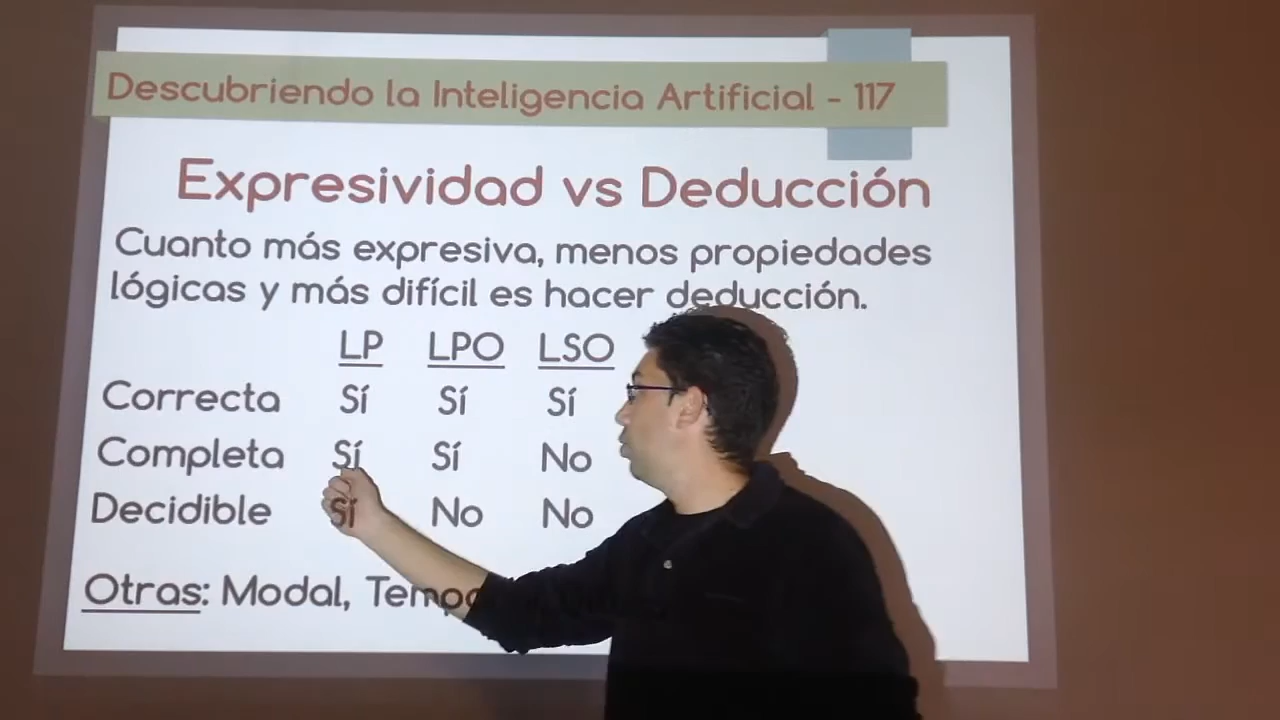 Descubriendo la Inteligencia Artificial - 117
Expresividad vs Deducción
Cuanto más expresiva, menos propiedades
lógicas y más difícil es hacer deducción.
LP LPO LSO
Correcta Sí Sí Sí
Completa Sí Sí No
Decidible Sí No No
Otras: Modal,